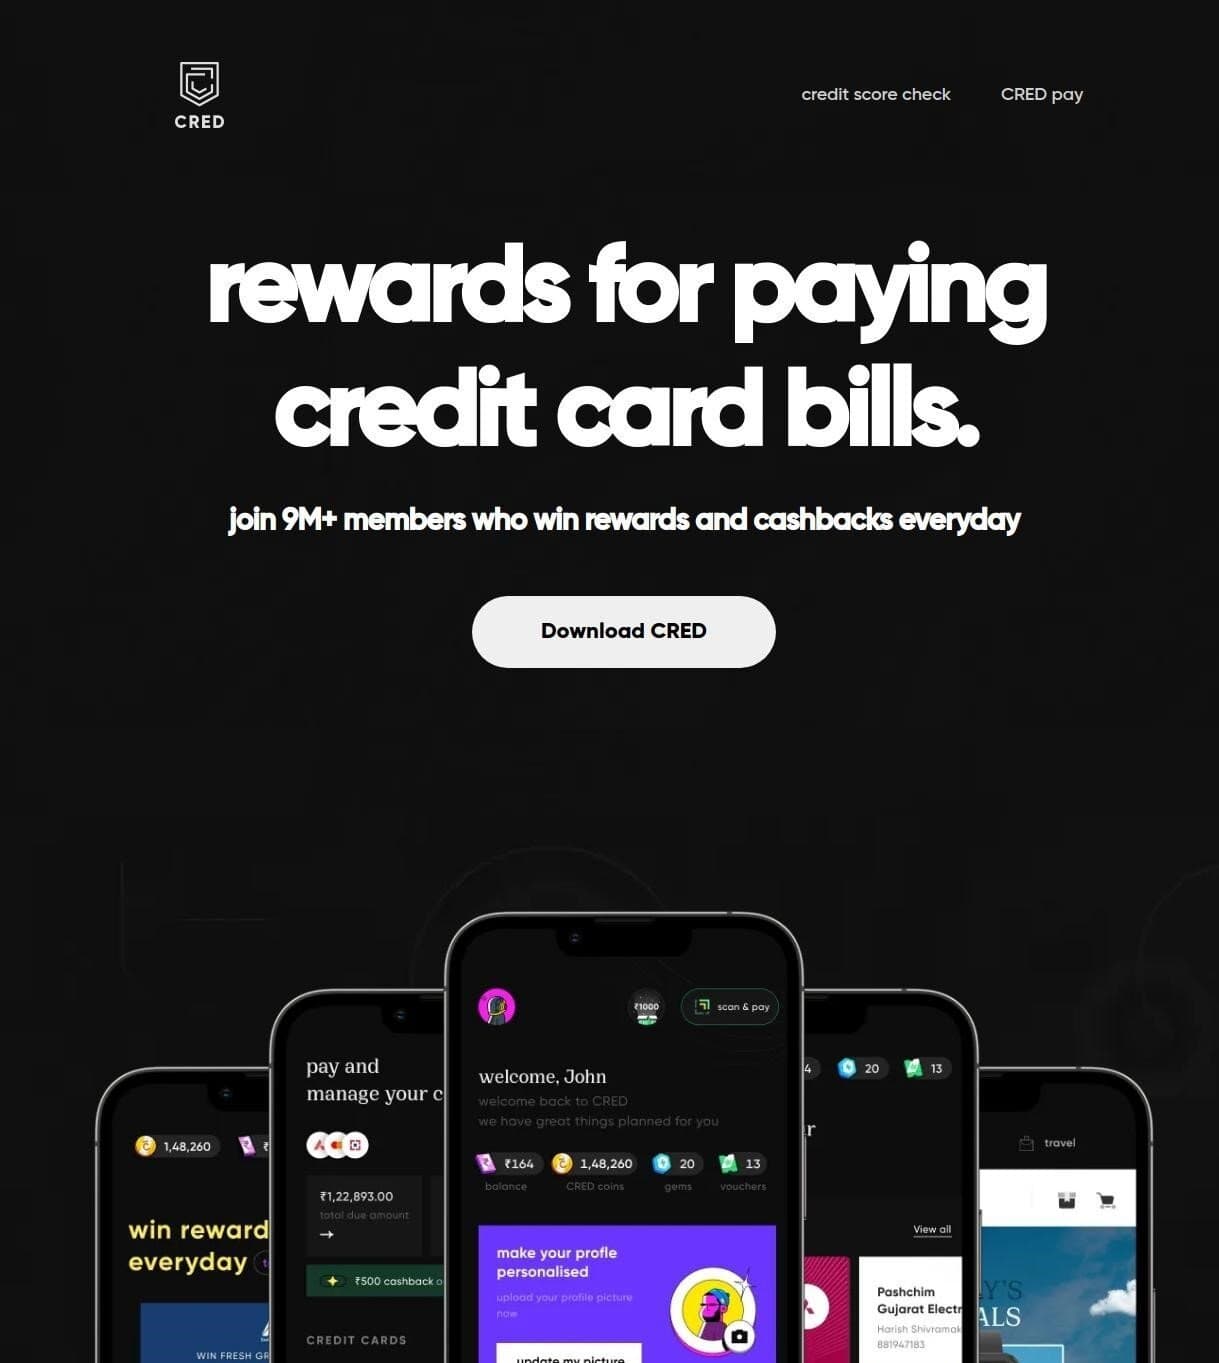 CRED
credit score check
CRED pay
rewards for paying
credit card bills.
join 9M+ members who win rewards and cashbacks everyday
Download CRED
1,48,260
₹
win reward
everyday
WIN FRESH GR
pay and
manage your c
₹1,22,893.00
total due amount
₹500 cashback o
CREDIT CARDS
₹1000
scan & pay
welcome, John
welcome back to CRED
we have great things planned for you
₹164
1,48,260
20
13
balance
CRED coins
gems
vouchers
make your profle
personalised
upload your profile picture
now
update my picture
4
20
13
r
View all
Pashchim
Gujarat Electr
Harish Shivramak
881947183
travel
Y'S
ALS